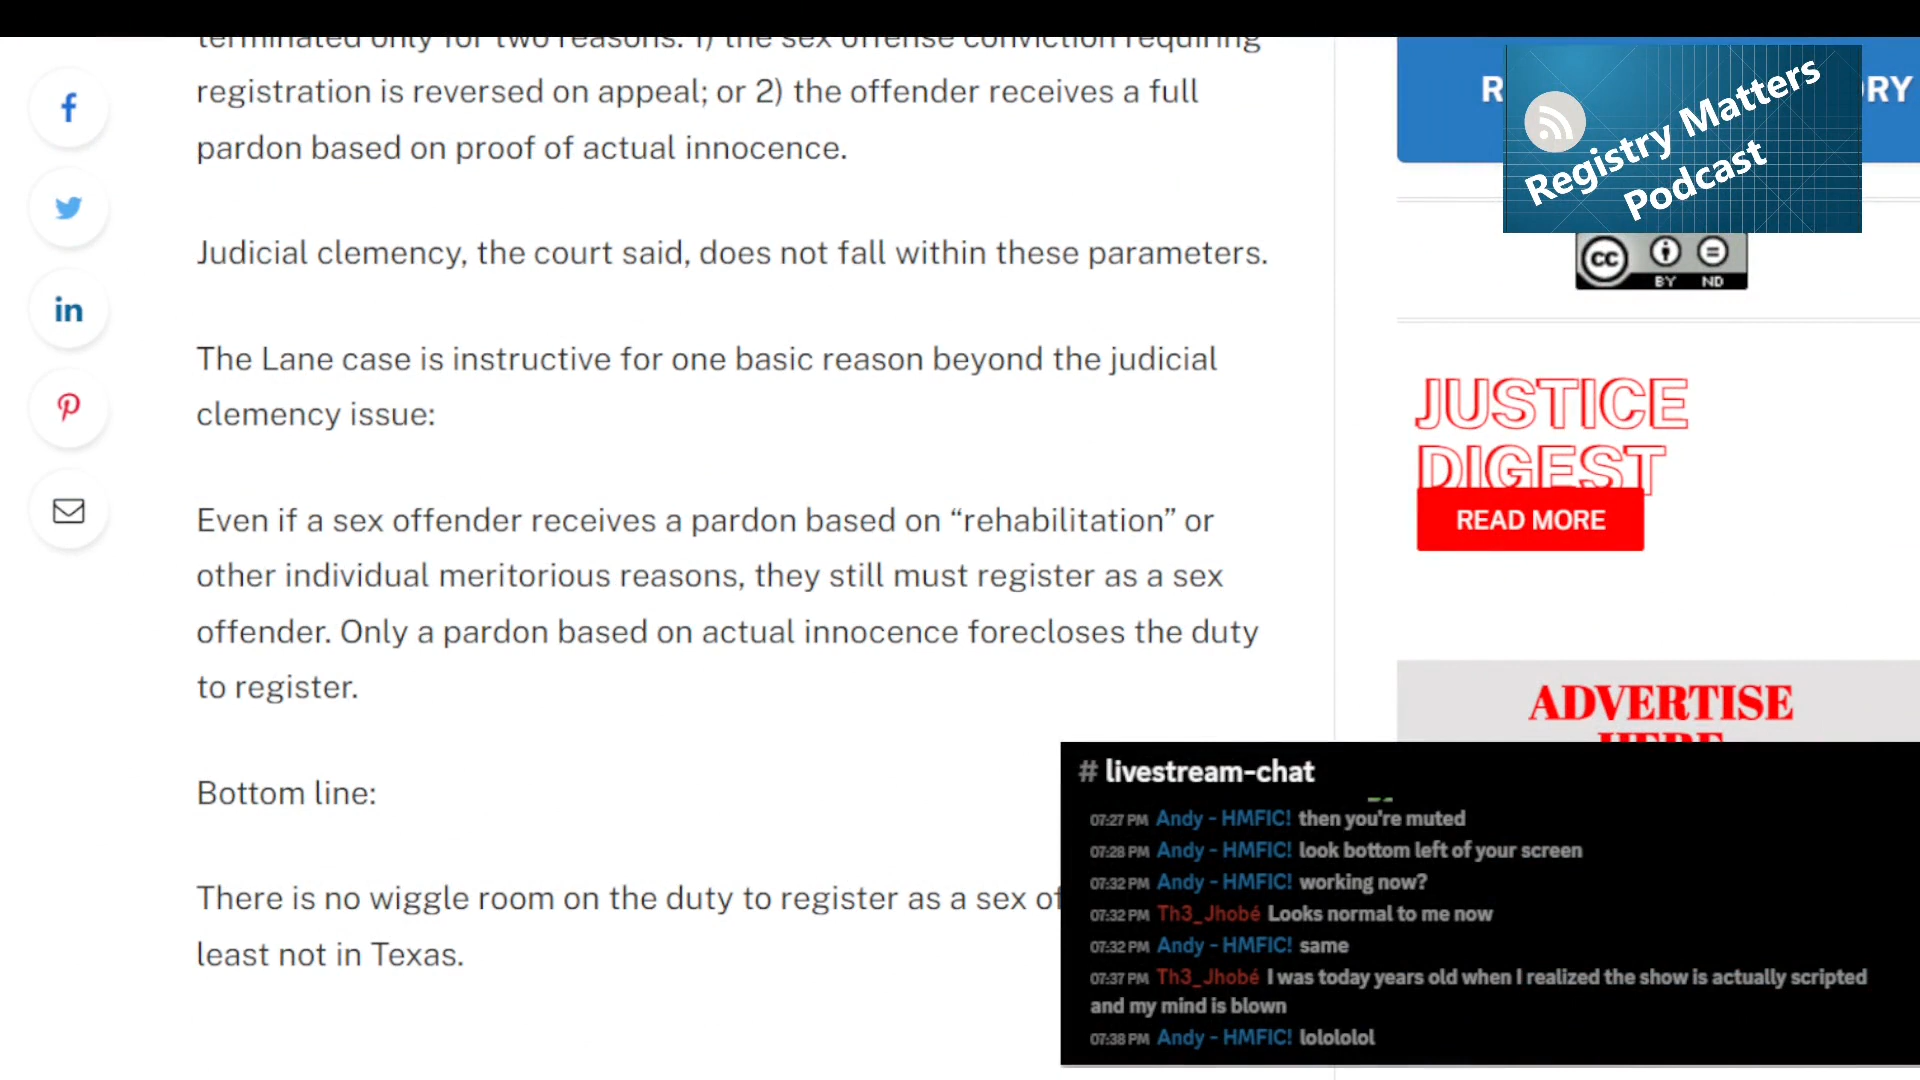 terminated only for two reasons: 1) the sex offense conviction requiring
registration is reversed on appeal; or 2) the offender receives a full
pardon based on proof of actual innocence.
Judicial clemency, the court said, does not fall within these parameters.
The Lane case is instructive for one basic reason beyond the judicial
clemency issue:
Even if a sex offender receives a pardon based on “rehabilitation” or
other individual meritorious reasons, they still must register as a sex
offender. Only a pardon based on actual innocence forecloses the duty
to register.
Bottom line:
There is no wiggle room on the duty to register as a sex of
least not in Texas.
f
in
R
ORY
Registry Matters
Podcast
cc
BY ND
JUSTICE
DIGEST
READ MORE
ADVERTISE
HERE
# livestream-chat
07:27 PM Andy - HMFIC! then you're muted
07:28 PM Andy - HMFIC! look bottom left of your screen
07:32 PM Andy - HMFIC! working now?
07:32 PM Th3_Jhobé Looks normal to me now
07:32 PM Andy - HMFIC! same
07:37 PM Th3_Jhobé I was today years old when I realized the show is actually scripted
and my mind is blown
07:38 PM Andy - HMFIC! lolololol